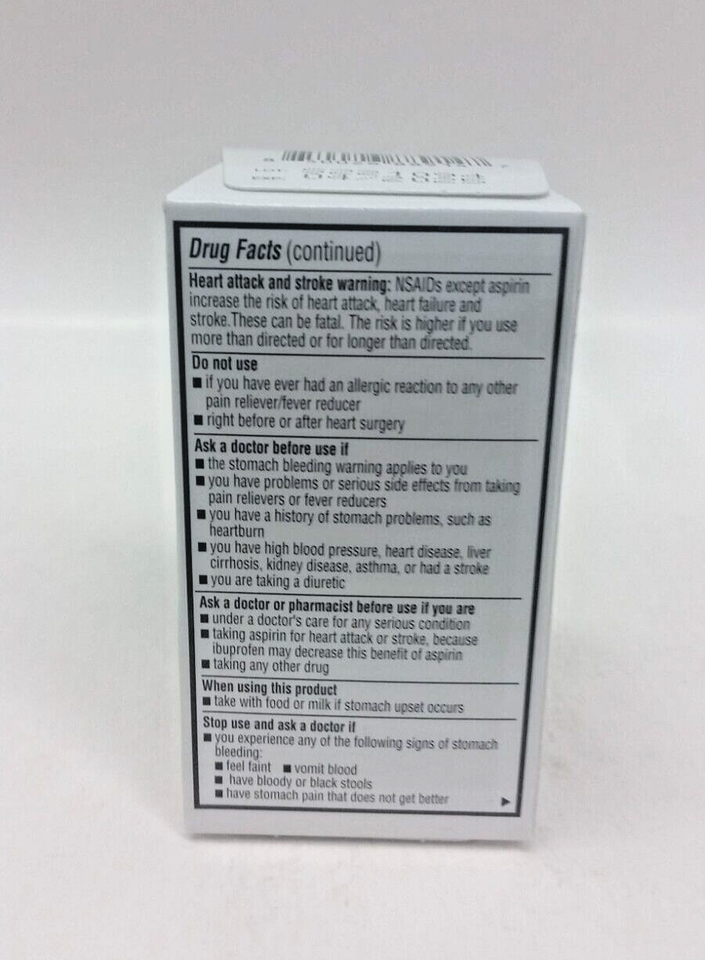 LOT:
EXP:
Drug Facts (continued)
Heart attack and stroke warning: NSAIDs except aspirin
increase the risk of heart attack, heart failure and
stroke.These can be fatal. The risk is higher if you use
more than directed or for longer than directed.
Do not use
■ if you have ever had an allergic reaction to any other
pain reliever/fever reducer
■ right before or after heart surgery
Ask a doctor before use if
■ the stomach bleeding warning applies to you
■ you have problems or serious side effects from taking
pain relievers or fever reducers
■ you have a history of stomach problems, such as
heartburn
■ you have high blood pressure, heart disease, liver
cirrhosis, kidney disease, asthma, or had a stroke
■ you are taking a diuretic
Ask a doctor or pharmacist before use if you are
■ under a doctor's care for any serious condition
■ taking aspirin for heart attack or stroke, because
ibuprofen may decrease this benefit of aspirin
■ taking any other drug
When using this product
■ take with food or milk if stomach upset occurs
Stop use and ask a doctor if
■ you experience any of the following signs of stomach
bleeding:
■ feel faint ■ vomit blood
■ have bloody or black stools
■ have stomach pain that does not get better